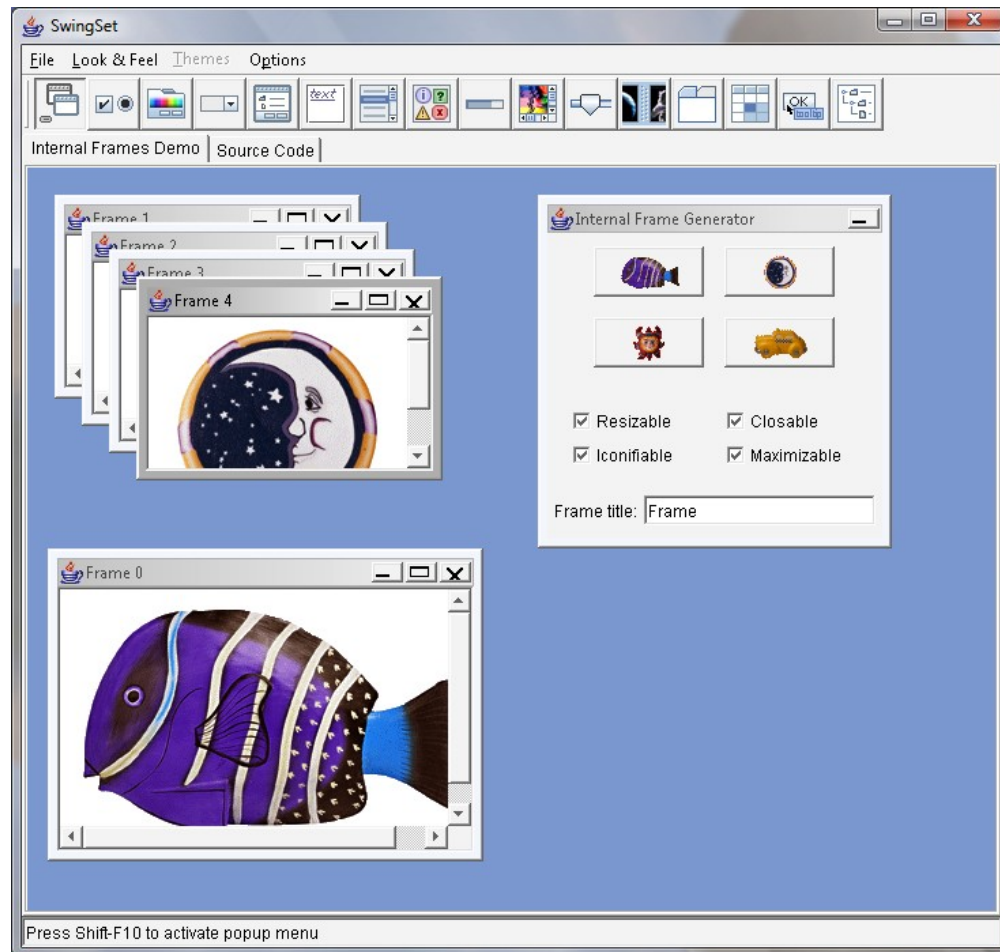 SwingSet
File Look & Feel Themes Options
text
OK
tooltip
Internal Frames Demo Source Code
Frame 1
Frame 2
Frame 3
Frame 4
Internal Frame Generator
Resizable Closable
Iconifiable Maximizable
Frame title: Frame
Frame 0
Press Shift-F10 to activate popup menu